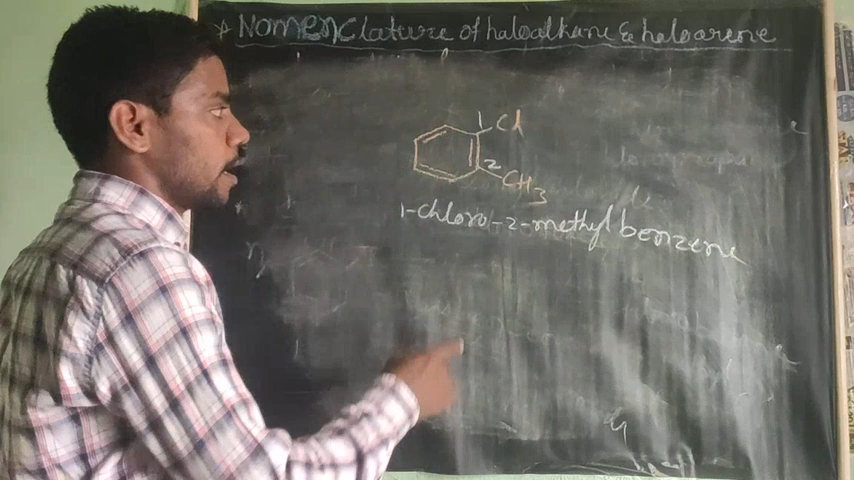 * Nomenclature of haloalkane & haloarene
1 Cl
2 CH3
1-chloro-2-methyl benzene